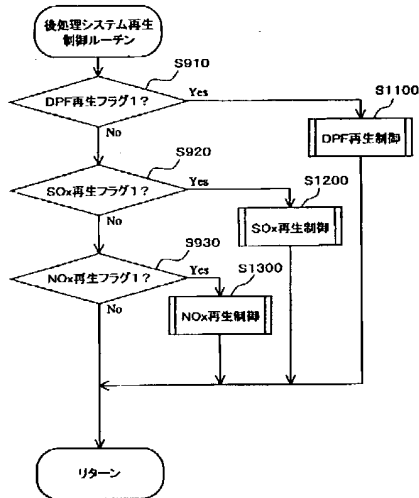 後処理システム再生
制御ルーチン
S910
DPF再生フラグ1？
Yes
No
S1100
DPF再生制御
S920
SOx再生フラグ1？
Yes
No
S1200
SOx再生制御
S930
NOx再生フラグ1？
Yes
No
S1300
NOx再生制御
リターン